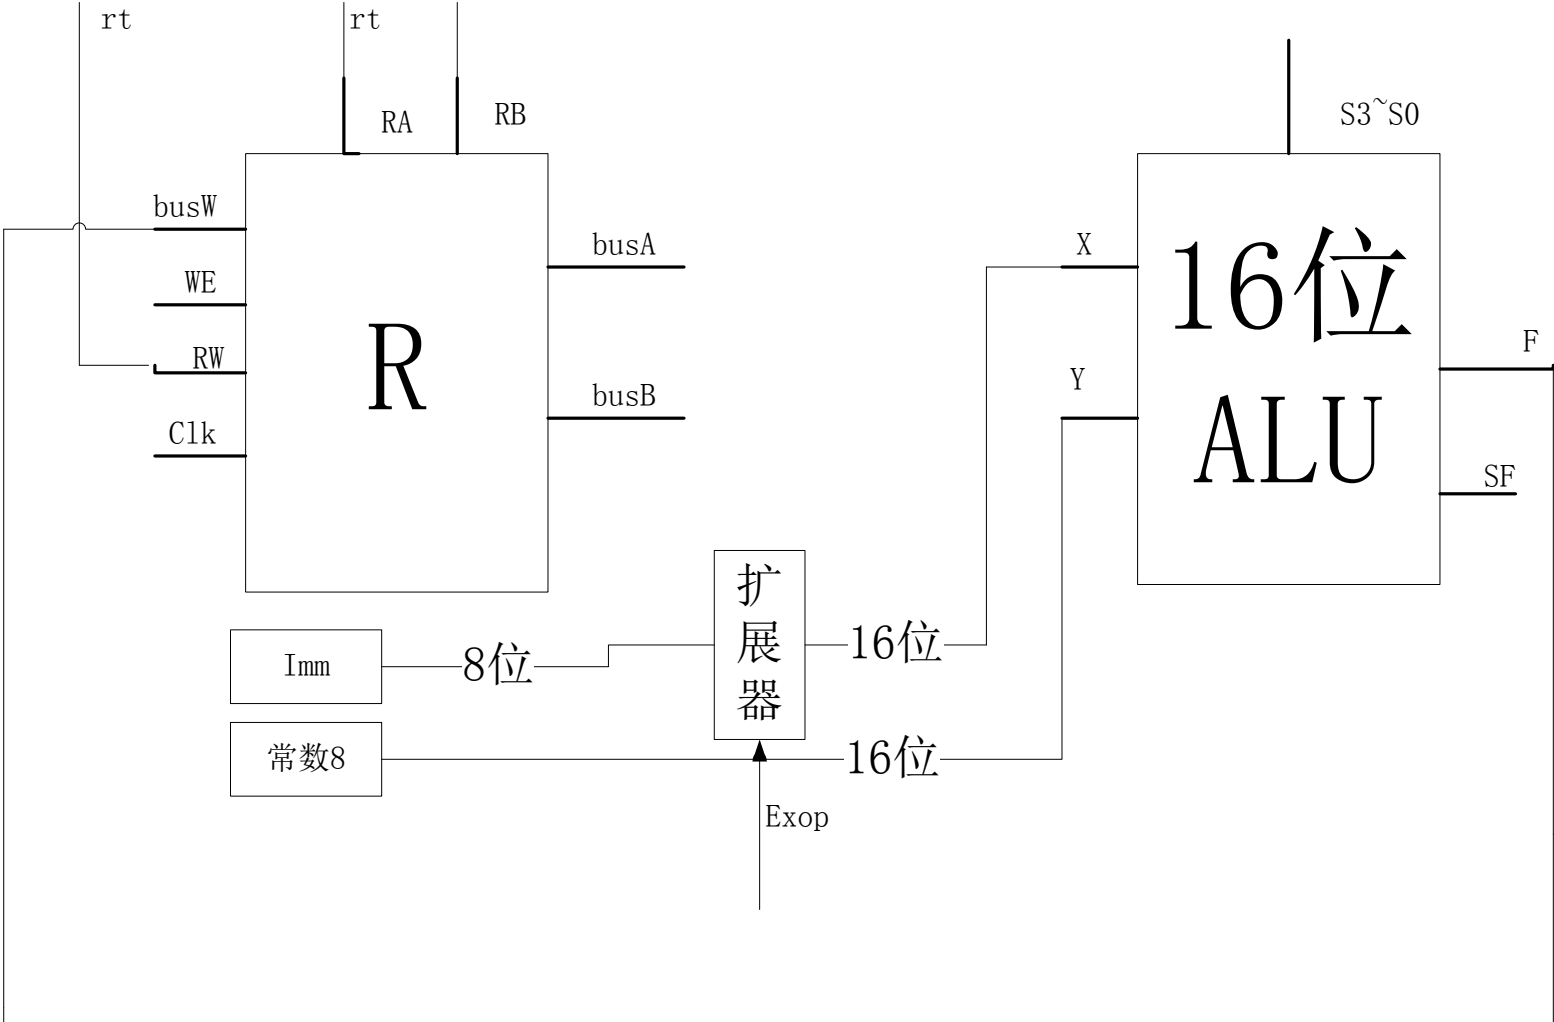 rt
rt
RA
RB
S3~S0
busW
WE
RW
Clk
R
busA
busB
X
Y
16位
ALU
F
SF
扩
展
器
Imm
8位
16位
常数8
16位
Exop